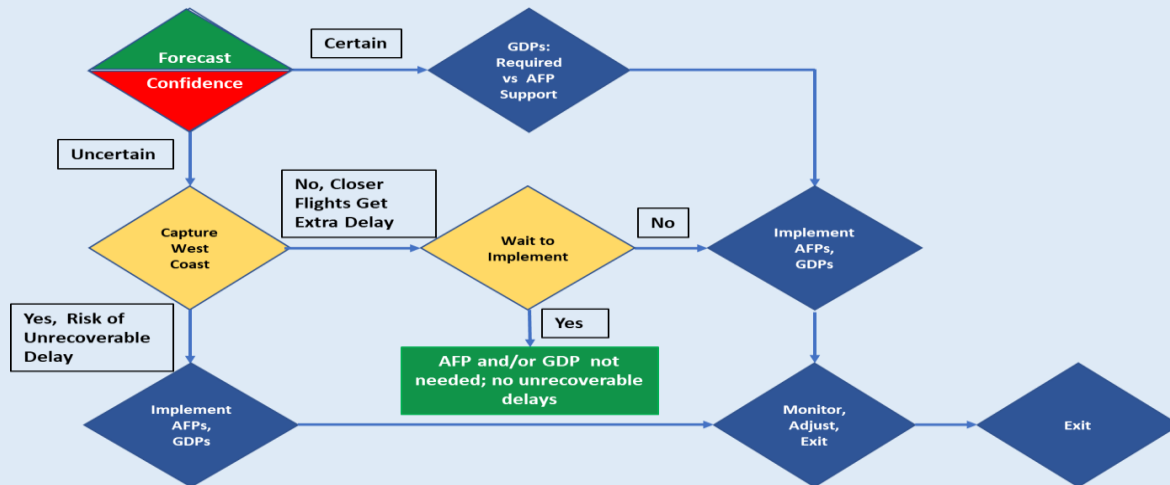 Forecast
Confidence
Certain
GDPs:
Required
vs AFP
Support
Uncertain
Capture
West
Coast
No, Closer
Flights Get
Extra Delay
Wait to
Implement
No
Implement
AFPs,
GDPs
Yes, Risk of
Unrecoverable
Delay
Yes
AFP and/or GDP not
needed; no unrecoverable
delays
Implement
AFPs,
GDPs
Monitor,
Adjust,
Exit
Exit